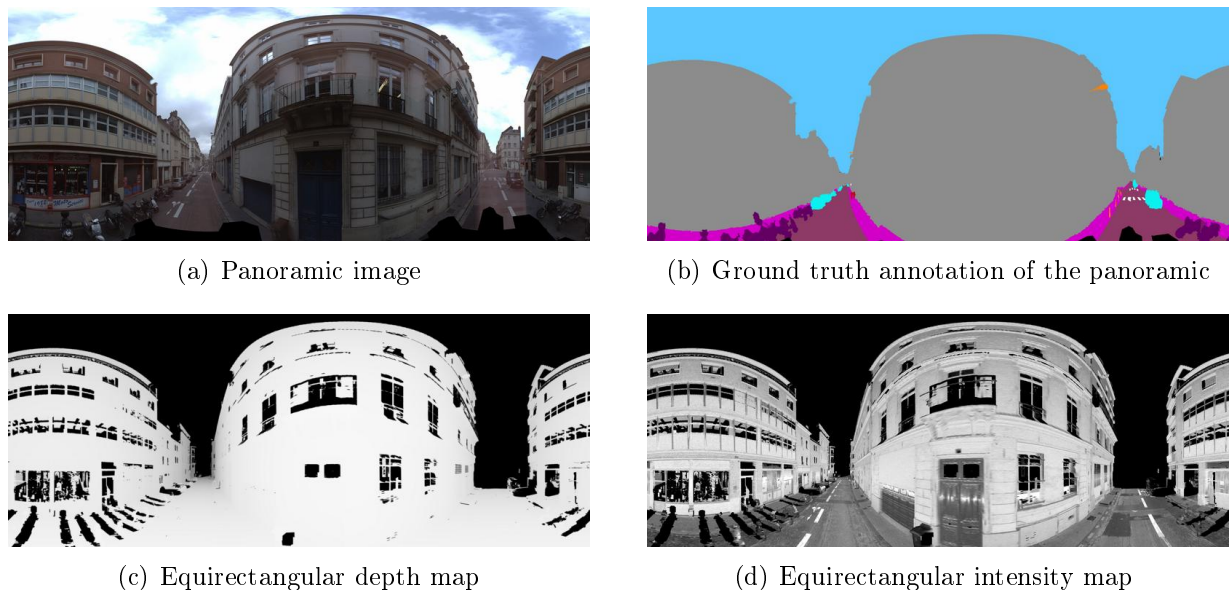 (a) Panoramic image
(b) Ground truth annotation of the panoramic
(c) Equirectangular depth map
(d) Equirectangular intensity map